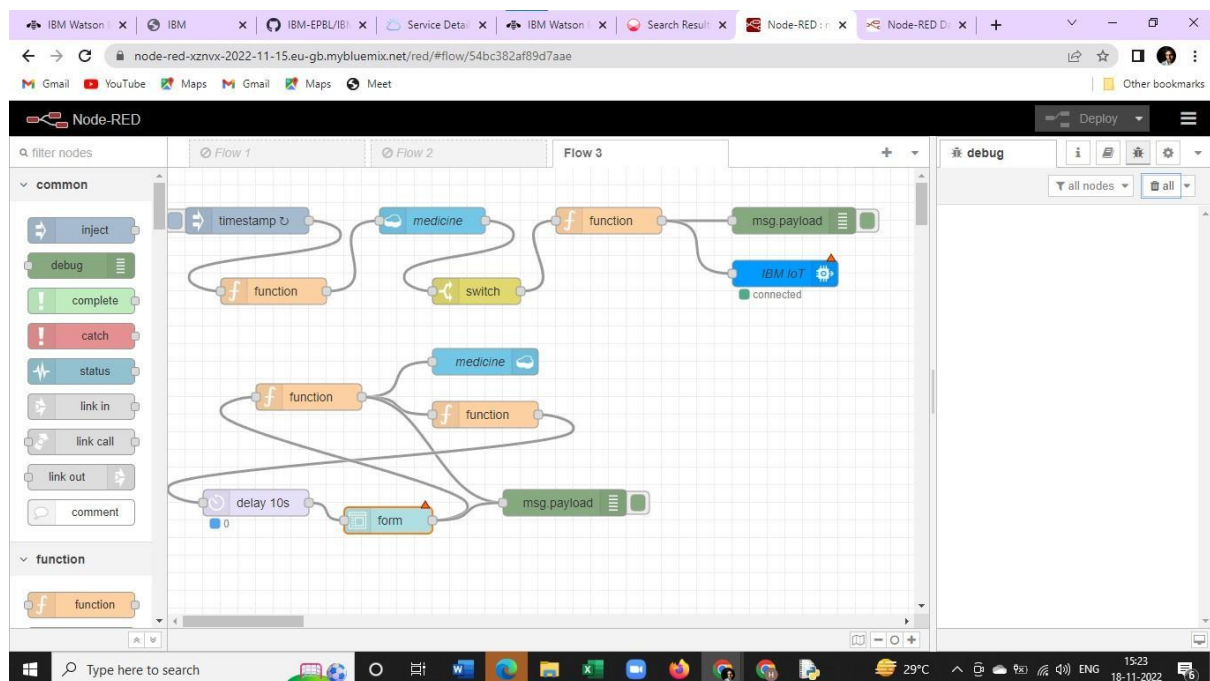 IBM Watson
IBM
IBM-EPBL/IB
Service Detail
IBM Watson
Search Result
Node-RED : n
Node-RED D
node-red-xznvx-2022-11-15.eu-gb.mybluemix.net/red/#flow/54bc382af89d7aae
Gmail YouTube Maps Gmail Maps Meet Other bookmarks
Node-RED Deploy
filter nodes Flow 1 Flow 2 Flow 3 debug i
all nodes all
common
inject
debug
complete
catch
status
link in
link call
link out
comment
function
function
timestamp ↻ medicine function msg.payload
function switch IBM IoT
connected
medicine
function
function
delay 10s
0
form
msg.payload
Type here to search 29°C ENG 15:23
18-11-2022 6